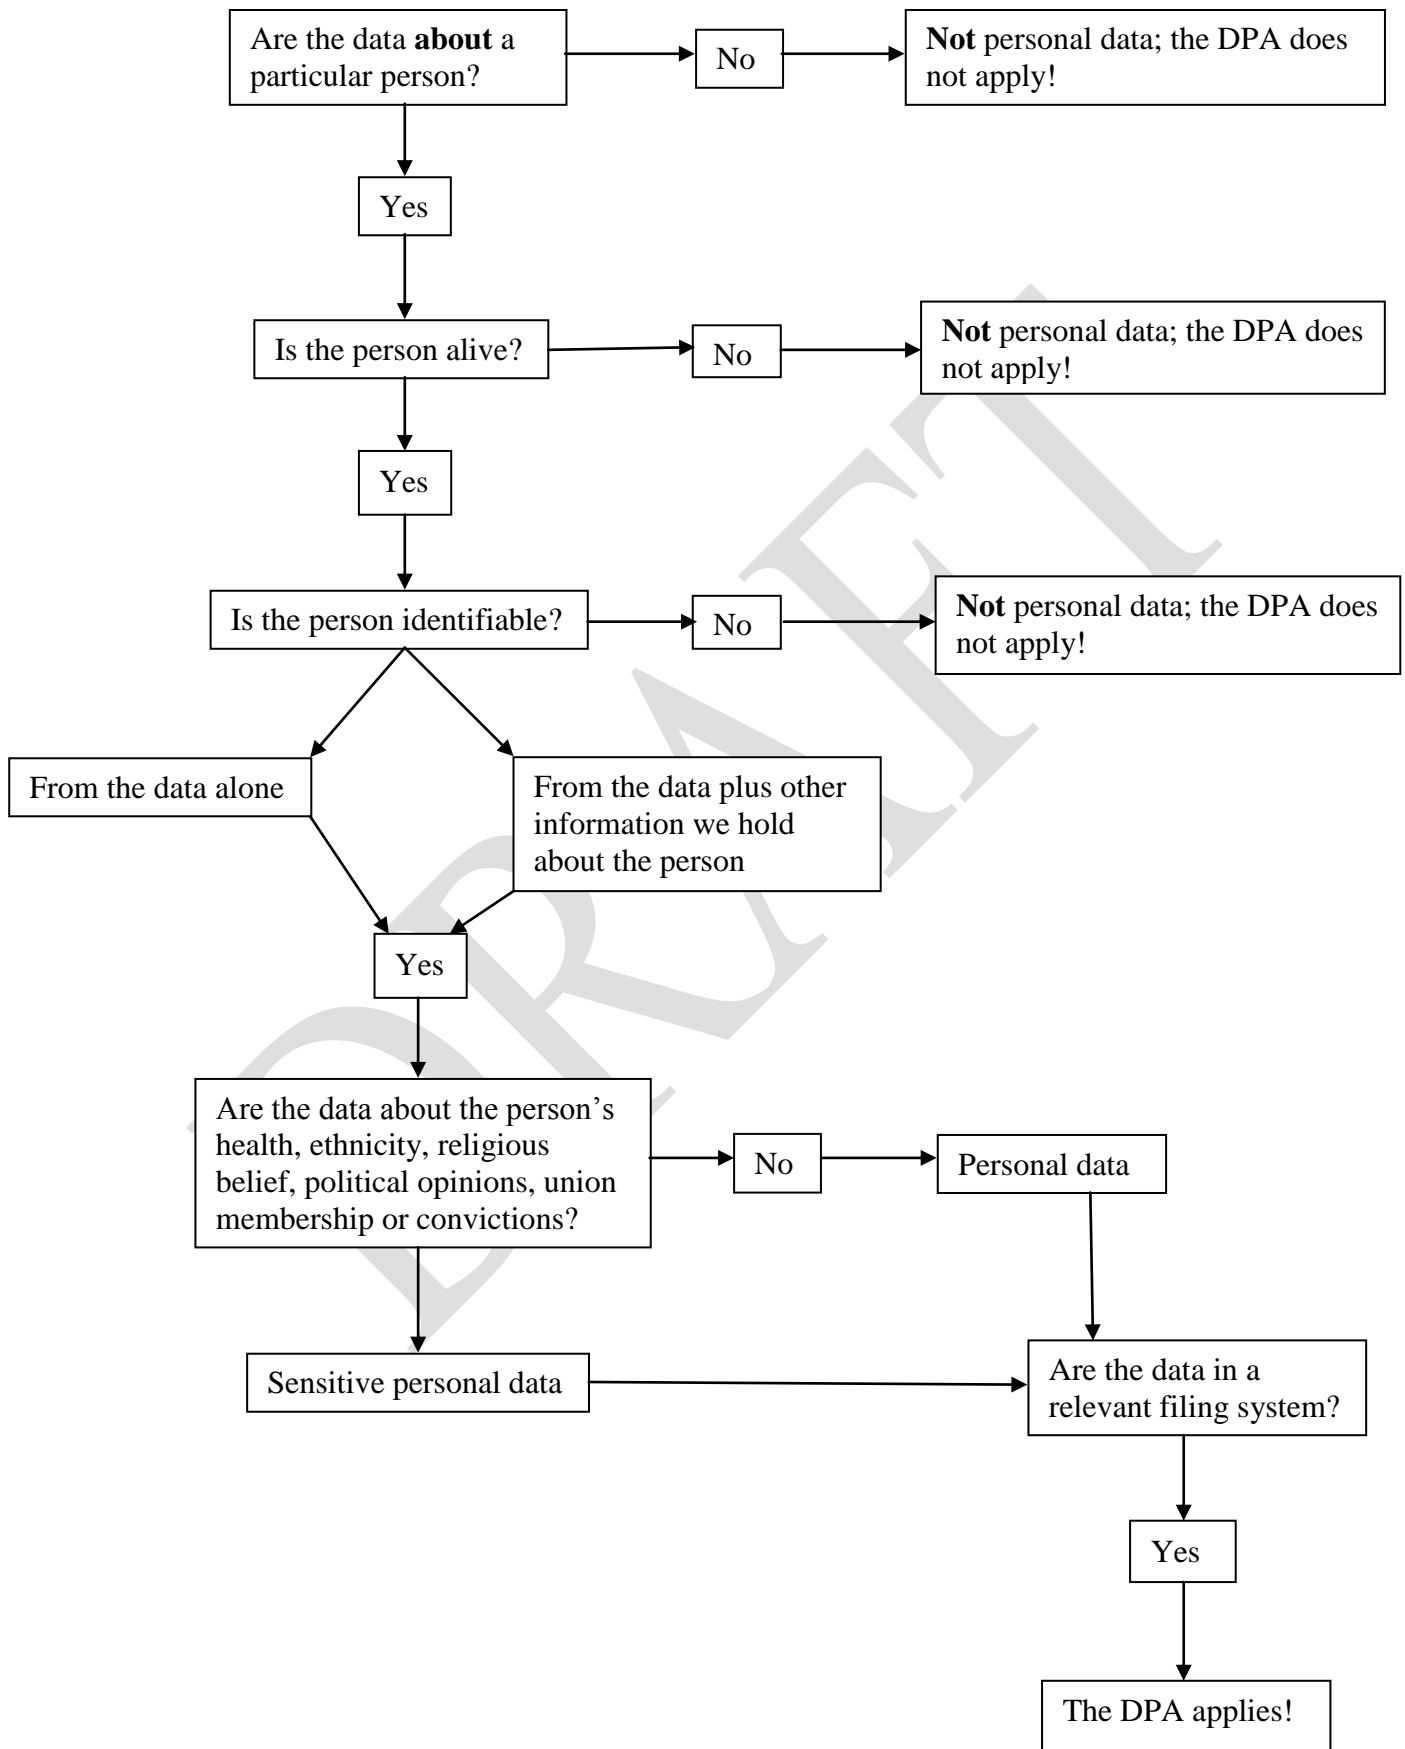 Are the data about a
particular person?
No
Not personal data; the DPA does
not apply!
Yes
Is the person alive?
No
Not personal data; the DPA does
not apply!
Yes
Is the person identifiable?
No
Not personal data; the DPA does
not apply!
From the data alone
From the data plus other
information we hold
about the person
Yes
Are the data about the person’s
health, ethnicity, religious
belief, political opinions, union
membership or convictions?
No
Personal data
Sensitive personal data
Are the data in a
relevant filing system?
Yes
The DPA applies!
DRAFT